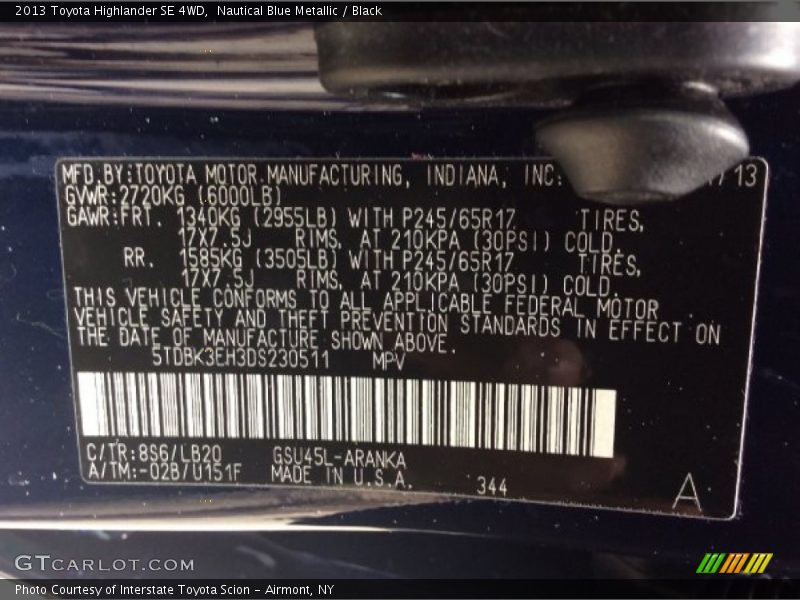 2013 Toyota Highlander SE 4WD,  Nautical Blue Metallic / Black
MFD.BY:TOYOTA MOTOR MANUFACTURING, INDIANA, INC. /13
GVWR:2720KG (6000LB)
GAWR:FRT. 1340KG (2955LB) WITH P245/65R17 TIRES,
17X7.5J RIMS, AT 210KPA (30PSI) COLD.
RR. 1585KG (3505LB) WITH P245/65R17 TIRES,
17X7.5J RIMS, AT 210KPA (30PSI) COLD.
THIS VEHICLE CONFORMS TO ALL APPLICABLE FEDERAL MOTOR
VEHICLE SAFETY AND THEFT PREVENTION STANDARDS IN EFFECT ON
THE DATE OF MANUFACTURE SHOWN ABOVE.
5TDBK3EH3DS230511 MPV
C/TR:8S6/LB20 GSU45L-ARANKA
A/TM:-02B/U151F MADE IN U.S.A. 344 A
GTCARLOT.COM
Photo Courtesy of Interstate Toyota Scion - Airmont, NY